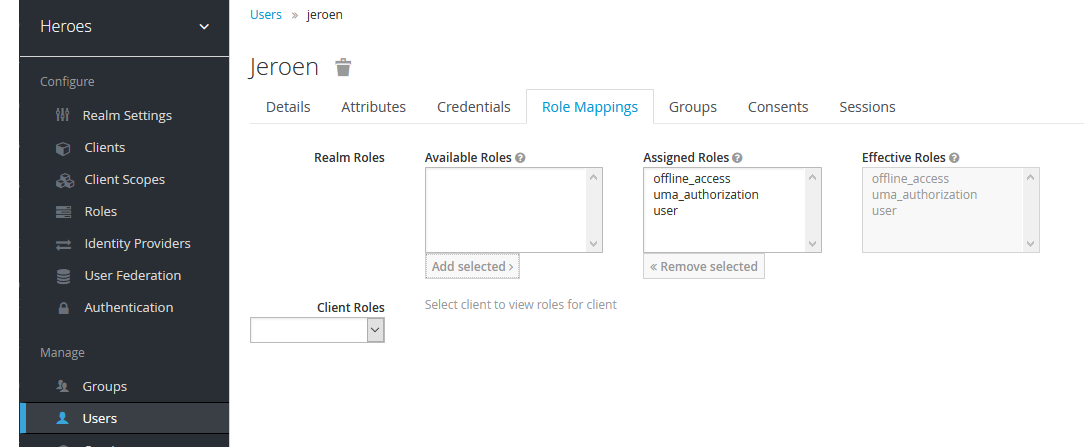 Heroes
Users » jeroen
Jeroen
Configure
Details Attributes Credentials Role Mappings Groups Consents Sessions
Realm Settings
Clients
Client Scopes
Roles
Identity Providers
User Federation
Authentication
Manage
Groups
Users
Realm Roles
Available Roles ?
Add selected ›
Assigned Roles ?
offline_access
uma_authorization
user
« Remove selected
Effective Roles ?
offline_access
uma_authorization
user
Client Roles
Select client to view roles for client